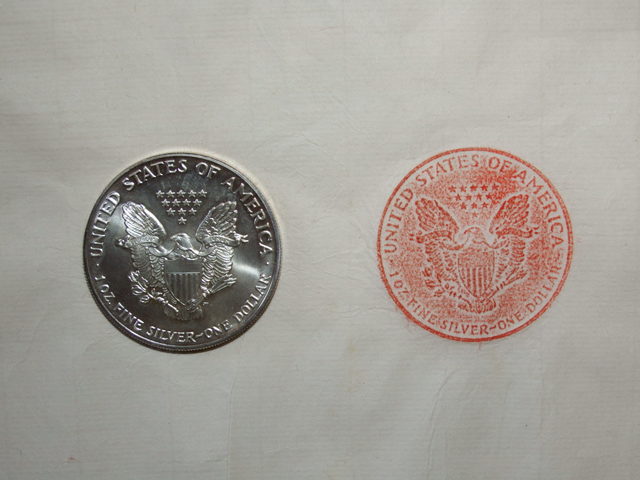 UNITED STATES OF AMERICA
1 OZ. FINE SILVER~ONE DOLLAR
UNITED STATES OF AMERICA
1 OZ. FINE SILVER~ONE DOLLAR